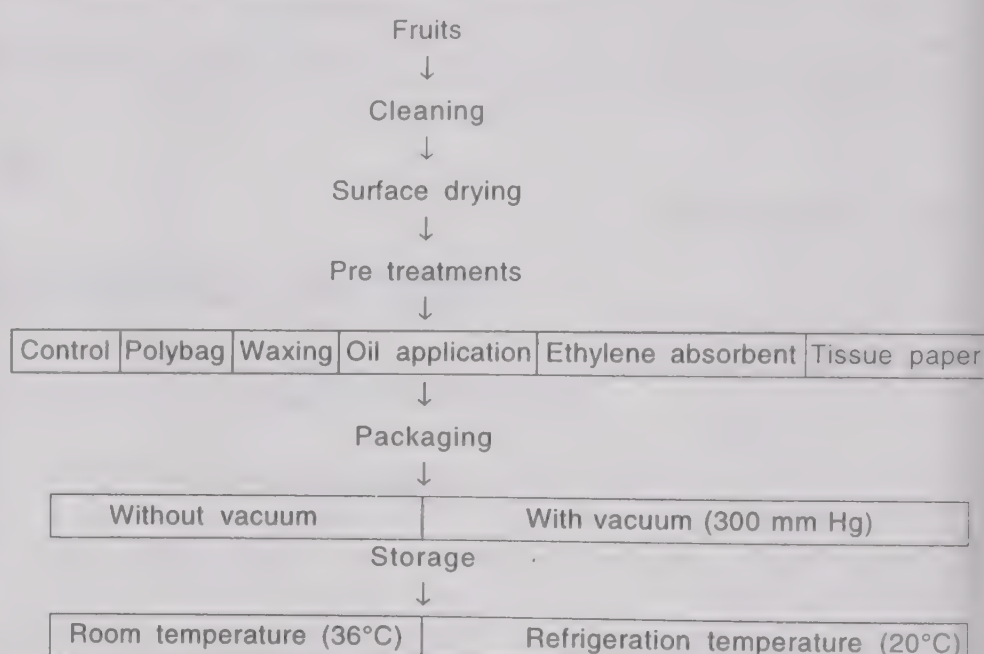 Fruits
↓
Cleaning
↓
Surface drying
↓
Pre treatments
↓
Control Polybag Waxing Oil application Ethylene absorbent Tissue paper
↓
Packaging
↓
Without vacuum With vacuum (300 mm Hg)
Storage
↓
Room temperature (36°C) Refrigeration temperature (20°C)